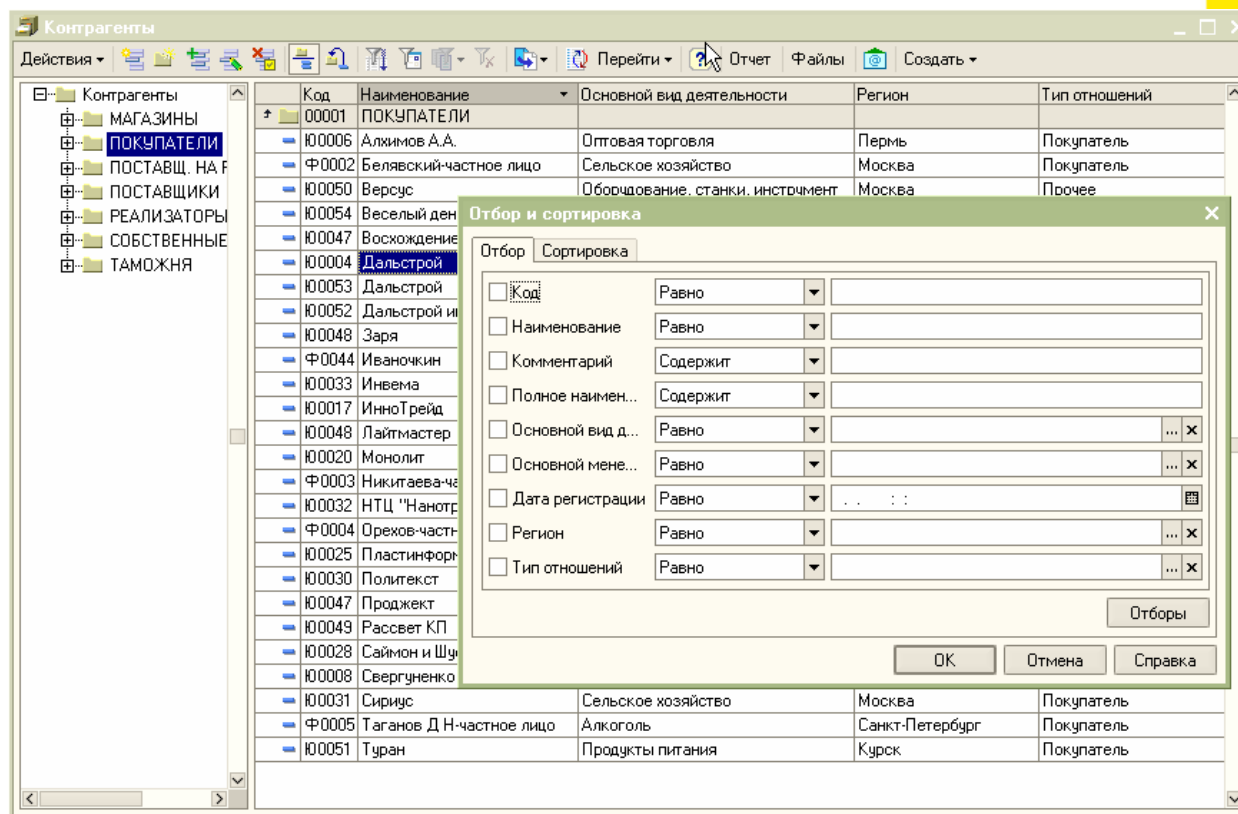 Контрагенты
Действия Перейти ? Отчет Файлы @ Создать
Контрагенты
МАГАЗИНЫ
ПОКУПАТЕЛИ
ПОСТАВЩ. НА
ПОСТАВЩИКИ
РЕАЛИЗАТОРЫ
СОБСТВЕННЫЕ
ТАМОЖНЯ
Код Наименование Основной вид деятельности Регион Тип отношений
00001 ПОКУПАТЕЛИ
Ю0006 Алхимов А.А. Оптовая торговля Пермь Покупатель
Ф0002 Белявский-частное лицо Сельское хозяйство Москва Покупатель
Ю0050 Версус Оборудование, станки, инструмент Москва Прочее
Ю0054 Веселый ден
Ю0047 Восхождение
Ю0004 Дальстрой
Ю0053 Дальстрой
Ю0052 Дальстрой
Ю0048 Заря
Ф0044 Иваночкин
Ю0033 Инвема
Ю0017 ИнноТрейд
Ю0048 Лайтмастер
Ю0020 Монолит
Ф0003 Никитаева-ча
Ю0032 НТЦ "Нанотр
Ф0004 Орехов-частн
Ю0025 Пластинформ
Ю0030 Политекст
Ю0047 Проджект
Ю0049 Рассвет КП
Ю0028 Саймон и Шу
Ю0008 Свергуненко
Ю0031 Сириус Сельское хозяйство Москва Покупатель
Ф0005 Таганов Д Н-частное лицо Алкоголь Санкт-Петербург Покупатель
Ю0051 Туран Продукты питания Курск Покупатель
Отбор и сортировка
Отбор Сортировка
Код Равно
Наименование Равно
Комментарий Содержит
Полное наимен... Содержит
Основной вид д... Равно ...
Основной мене... Равно ...
Дата регистрации Равно . . : :
Регион Равно ...
Тип отношений Равно ...
Отборы
OK Отмена Справка